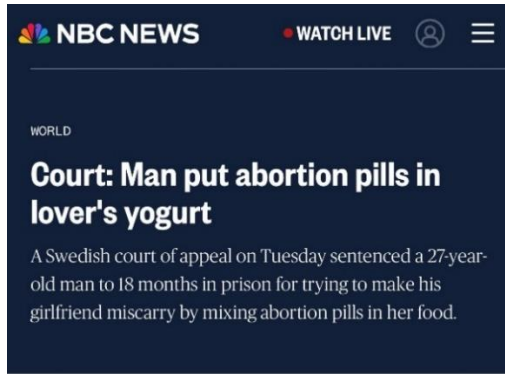 NBC NEWS
WATCH LIVE
WORLD
Court: Man put abortion pills in
lover's yogurt
A Swedish court of appeal on Tuesday sentenced a 27-year-
old man to 18 months in prison for trying to make his
girlfriend miscarry by mixing abortion pills in her food.